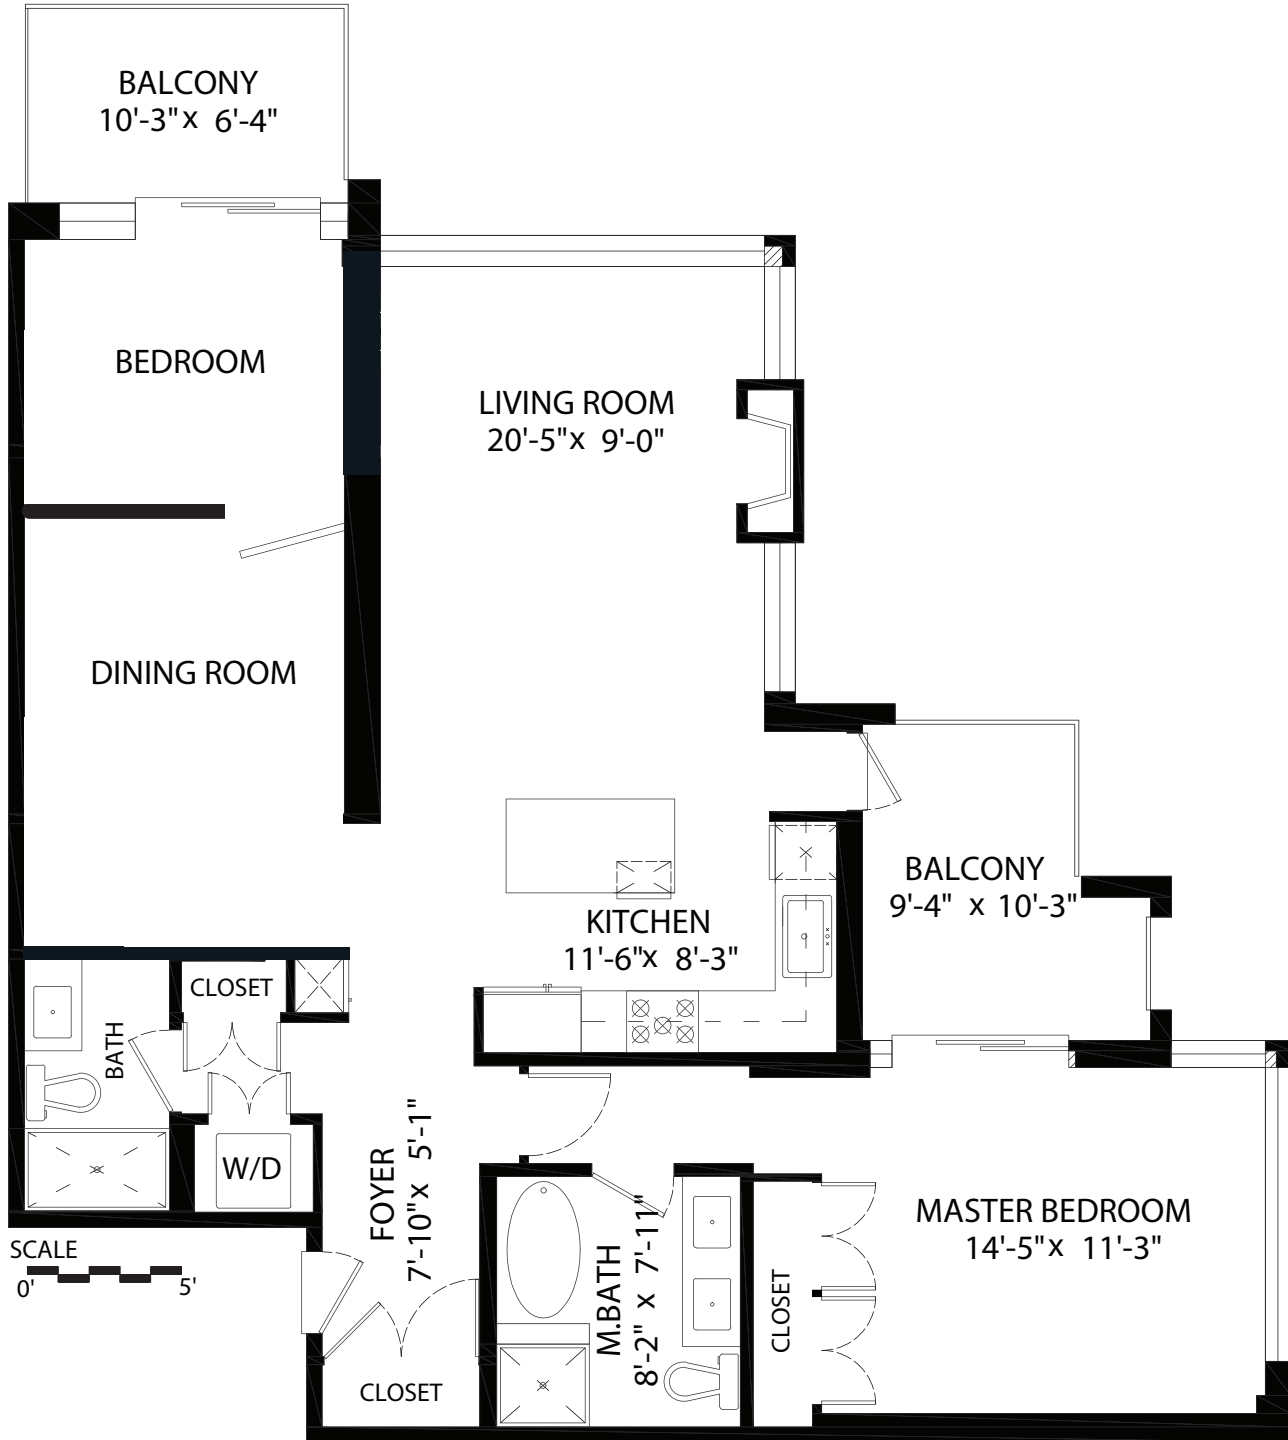 BALCONY
10'-3"x 6'-4"
BEDROOM
LIVING ROOM
20'-5"x 9'-0"
DINING ROOM
BALCONY
9'-4" x 10'-3"
KITCHEN
11'-6"x 8'-3"
CLOSET
BATH
W/D
FOYER
7'-10"x 5'-1"
MASTER BEDROOM
14'-5"x 11'-3"
M.BATH
8'-2" x 7'-11"
CLOSET
CLOSET
SCALE
0' 5'